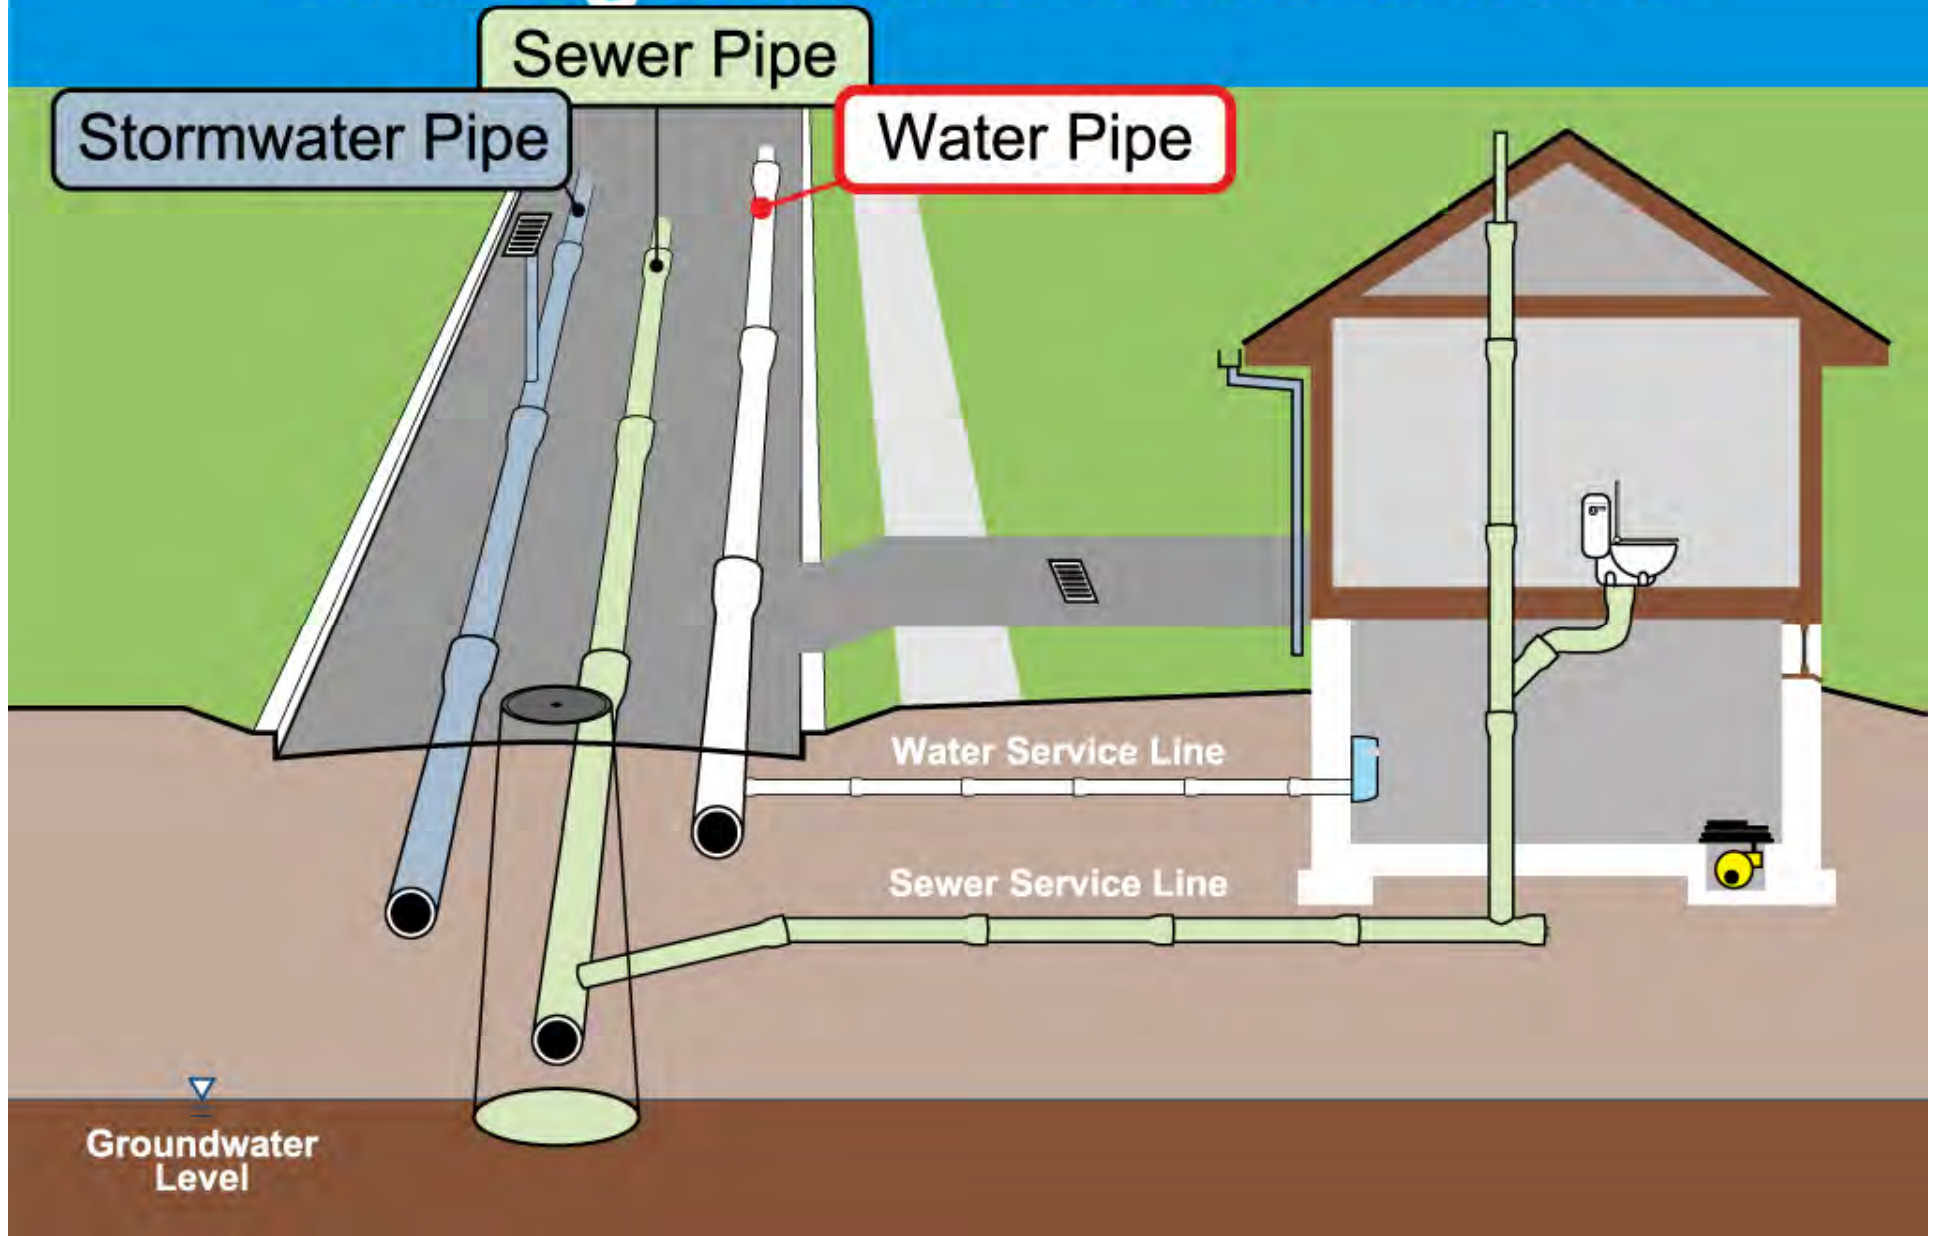 Sewer Pipe
Stormwater Pipe
Water Pipe
Water Service Line
Sewer Service Line
Groundwater
Level